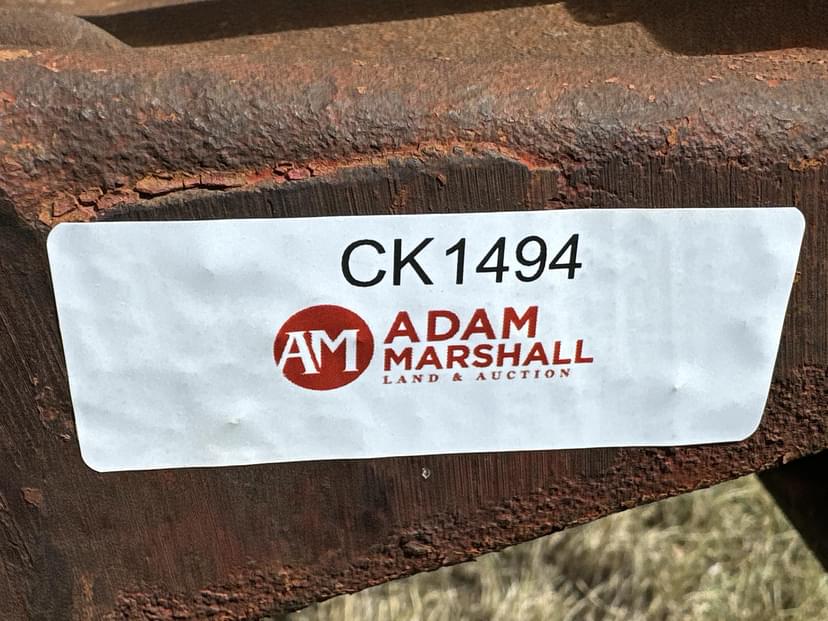 CK1494
AM ADAM
MARSHALL
LAND & AUCTION